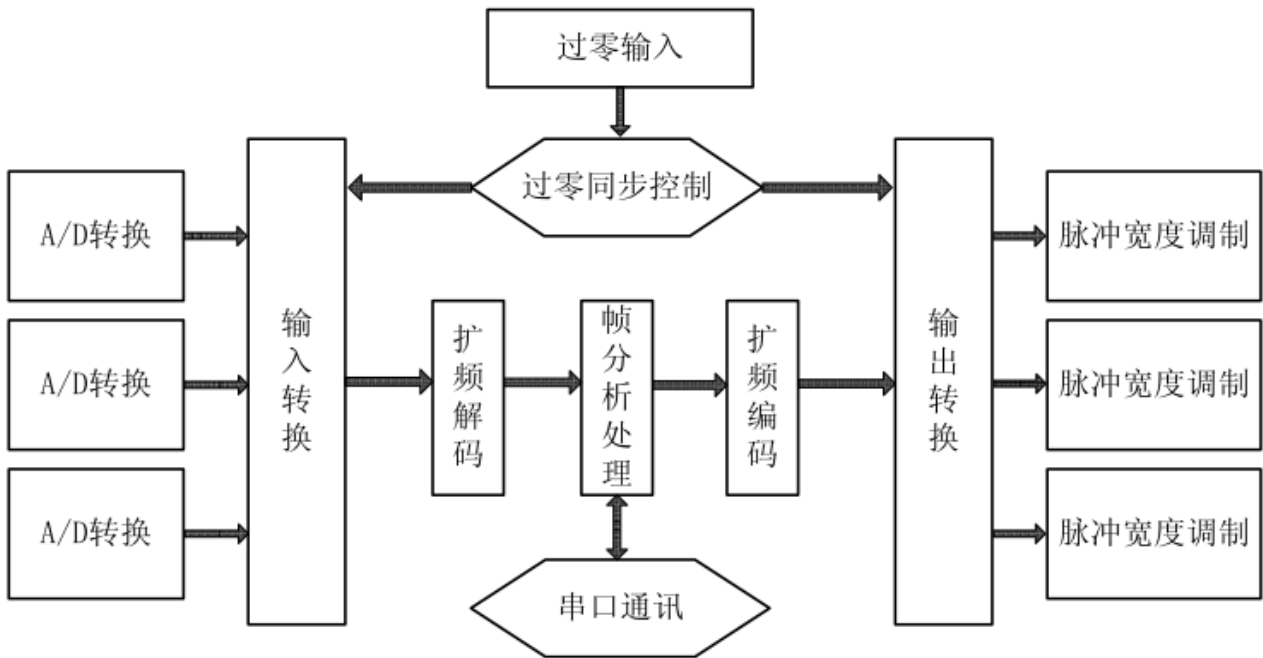 过零输入
过零同步控制
A/D转换
A/D转换
A/D转换
输入转换
扩频解码
帧分析处理
扩频编码
输出转换
脉冲宽度调制
脉冲宽度调制
脉冲宽度调制
串口通讯